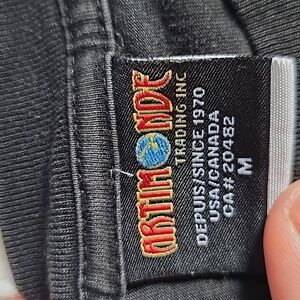 ARTIMONDE
TRADING INC
DEPUIS/SINCE 1970
USA/CANADA
CA# 20482
M